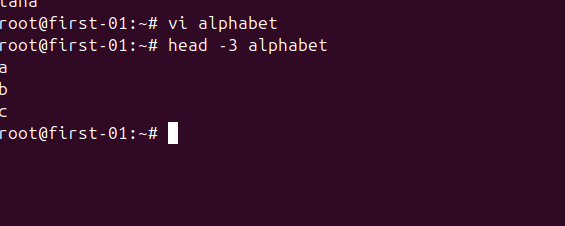 root@first-01:~# vi alphabet
root@first-01:~# head -3 alphabet
a
b
c
root@first-01:~#